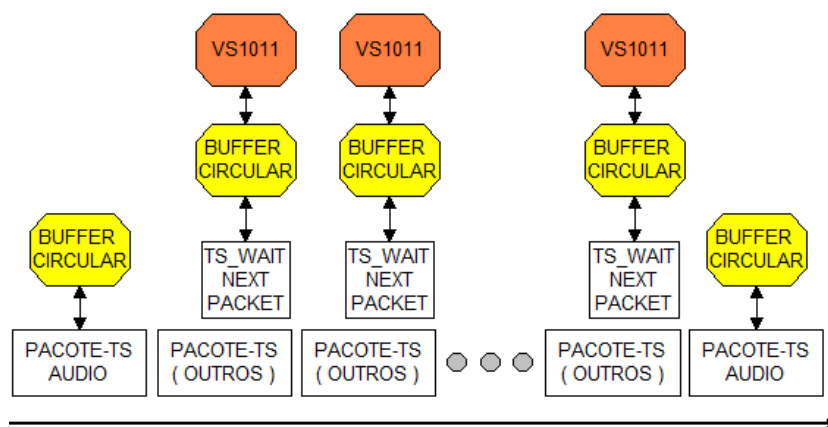 VS1011
VS1011
VS1011
BUFFER
CIRCULAR
BUFFER
CIRCULAR
BUFFER
CIRCULAR
BUFFER
CIRCULAR
TS_WAIT
NEXT
PACKET
TS_WAIT
NEXT
PACKET
TS_WAIT
NEXT
PACKET
BUFFER
CIRCULAR
PACOTE-TS
AUDIO
PACOTE-TS
( OUTROS )
PACOTE-TS
( OUTROS )
PACOTE-TS
( OUTROS )
PACOTE-TS
AUDIO